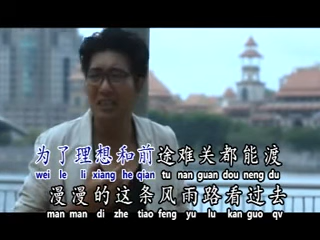 为了理想和前途难关都能渡
wei le li xiang he qian tu nan guan dou neng du
漫漫的这条风雨路看过去
man man di zhe tiao feng yu lu kan guo qv